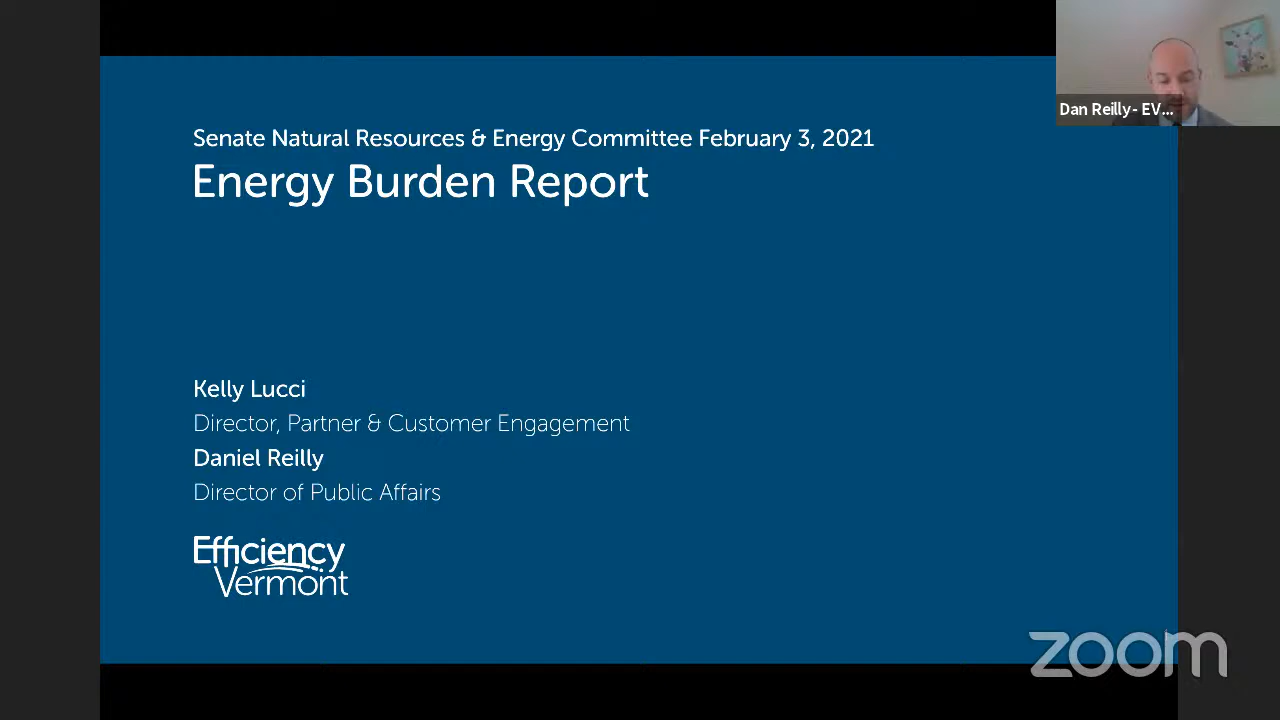 Senate Natural Resources & Energy Committee February 3, 2021
Energy Burden Report
Kelly Lucci
Director, Partner & Customer Engagement
Daniel Reilly
Director of Public Affairs
Efficiency
Vermont
Dan Reilly- EV...
zoom